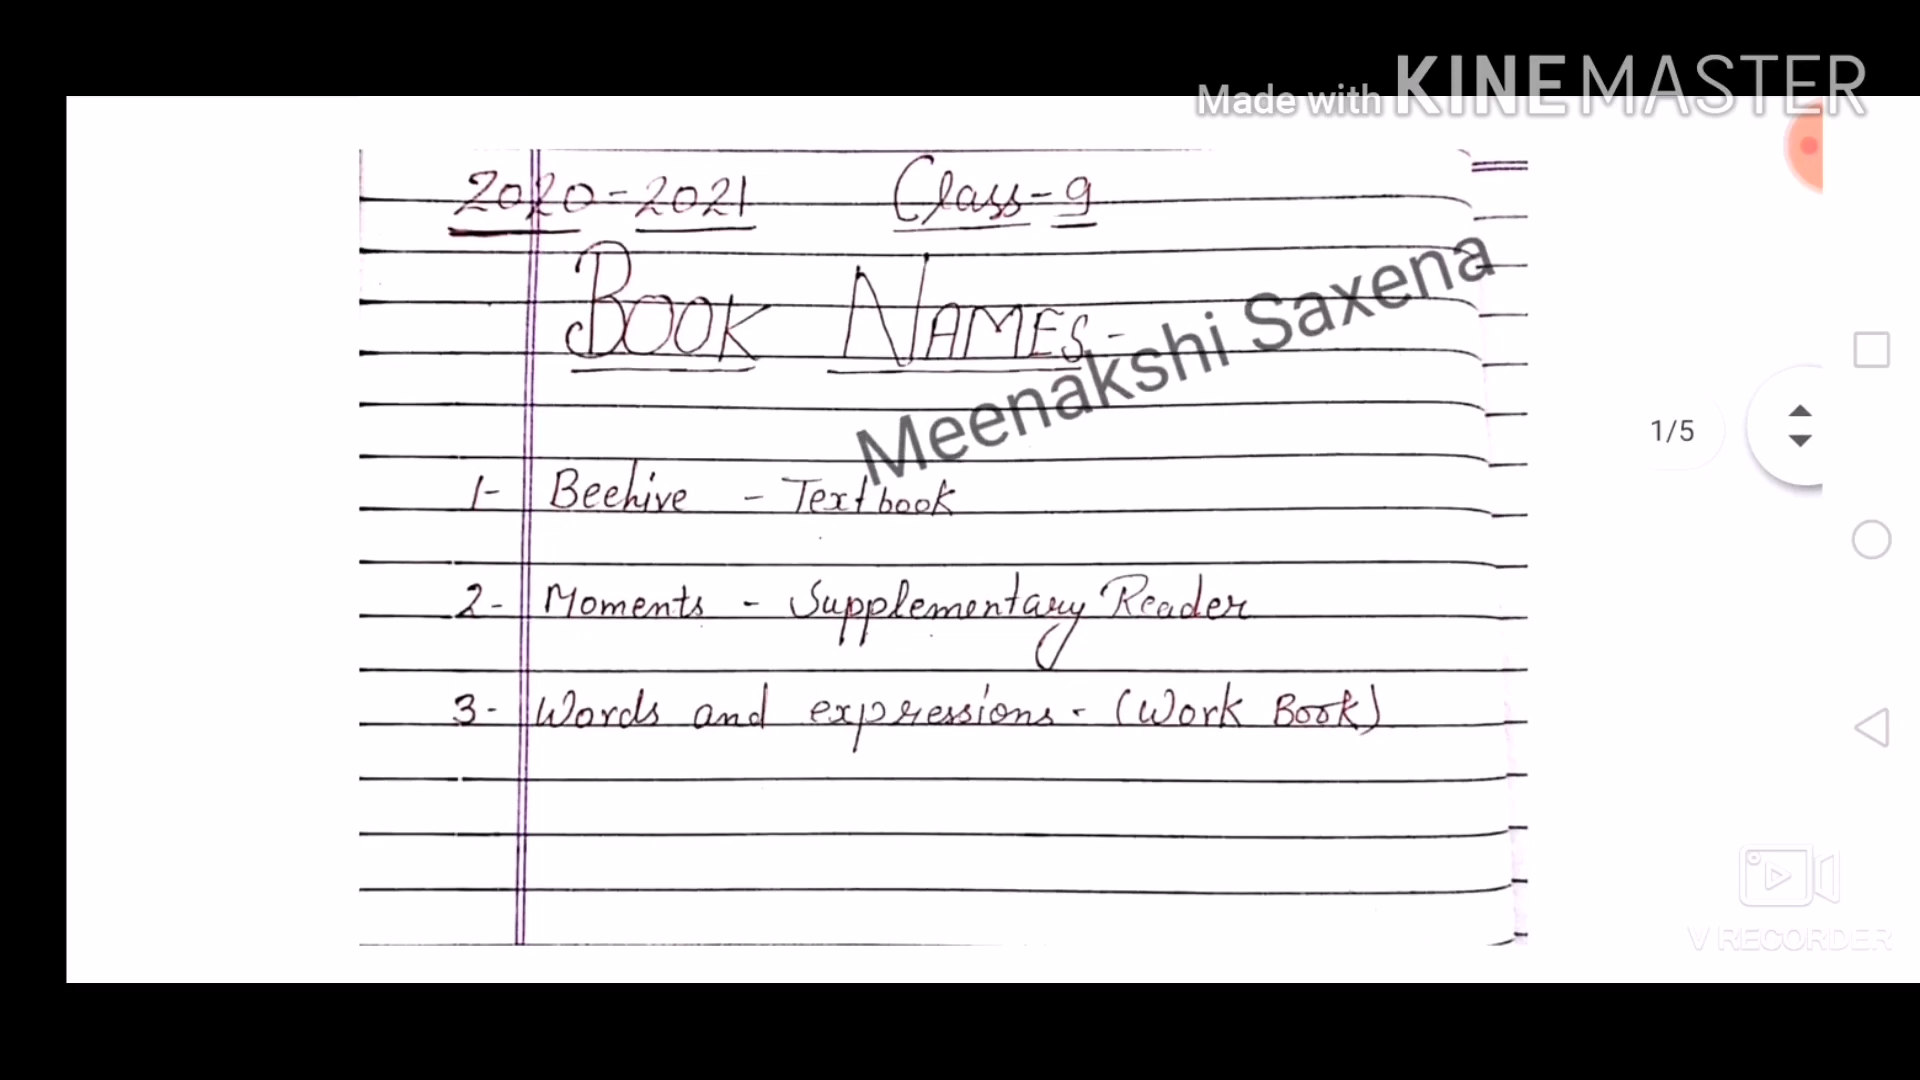 Made with KINEMASTER
2020-2021 Class-9
BOOK NAMES-
Meenakshi Saxena
1- Beehive - Textbook
1/5
2- Moments - Supplementary Reader
3- Words and expressions. (Work Book)
V RECORDER